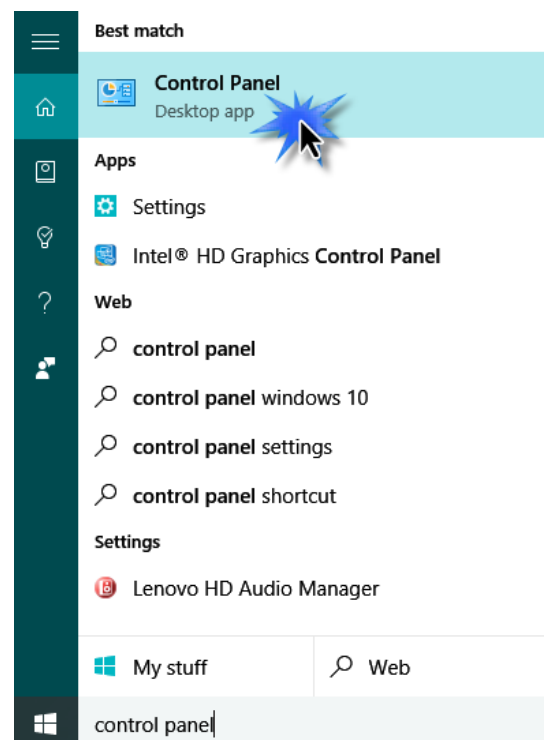 Best match
Control Panel
Desktop app
Apps
Settings
Intel® HD Graphics Control Panel
Web
control panel
control panel windows 10
control panel settings
control panel shortcut
Settings
Lenovo HD Audio Manager
My stuff
Web
control panel